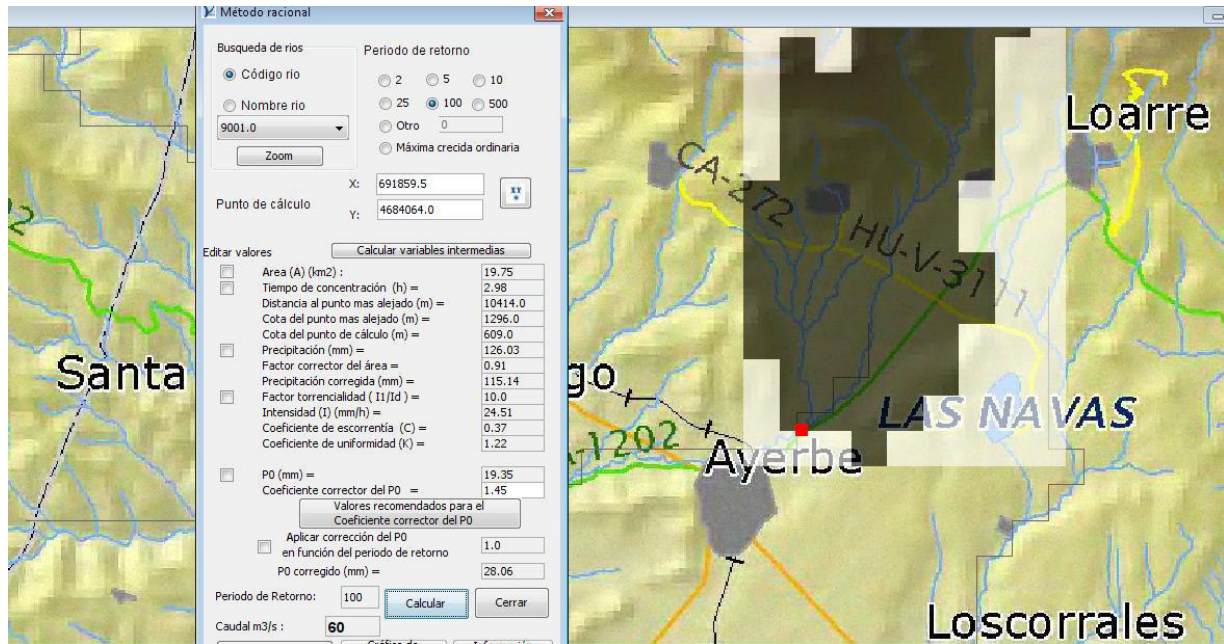 Método racional
Busqueda de rios
Código rio
Nombre rio
9001.0
Zoom
Periodo de retorno
2 5 10
25 100 500
Otro 0
Máxima crecida ordinaria
Punto de cálculo
X: 691859.5
Y: 4684064.0
XY
Editar valores
Calcular variables intermedias
Area (A) (km2) : 19.75
Tiempo de concentración (h) = 2.98
Distancia al punto mas alejado (m) = 10414.0
Cota del punto mas alejado (m) = 1296.0
Cota del punto de cálculo (m) = 609.0
Precipitación (mm) = 126.03
Factor corrector del área = 0.91
Precipitación corregida (mm) = 115.14
Factor torrencialidad ( I1/Id ) = 10.0
Intensidad (I) (mm/h) = 24.51
Coeficiente de escorrentía (C) = 0.37
Coeficiente de uniformidad (K) = 1.22
P0 (mm) = 19.35
Coeficiente corrector del P0 = 1.45
Valores recomendados para el
Coeficiente corrector del P0
Aplicar corrección del P0
en función del periodo de retorno 1.0
P0 corregido (mm) = 28.06
Periodo de Retorno: 100
Calcular
Cerrar
Caudal m3/s : 60
Santa
Loarre
CA-272
HU-V-3111
go
LAS NAVAS
1202
Ayerbe
Loscorrales